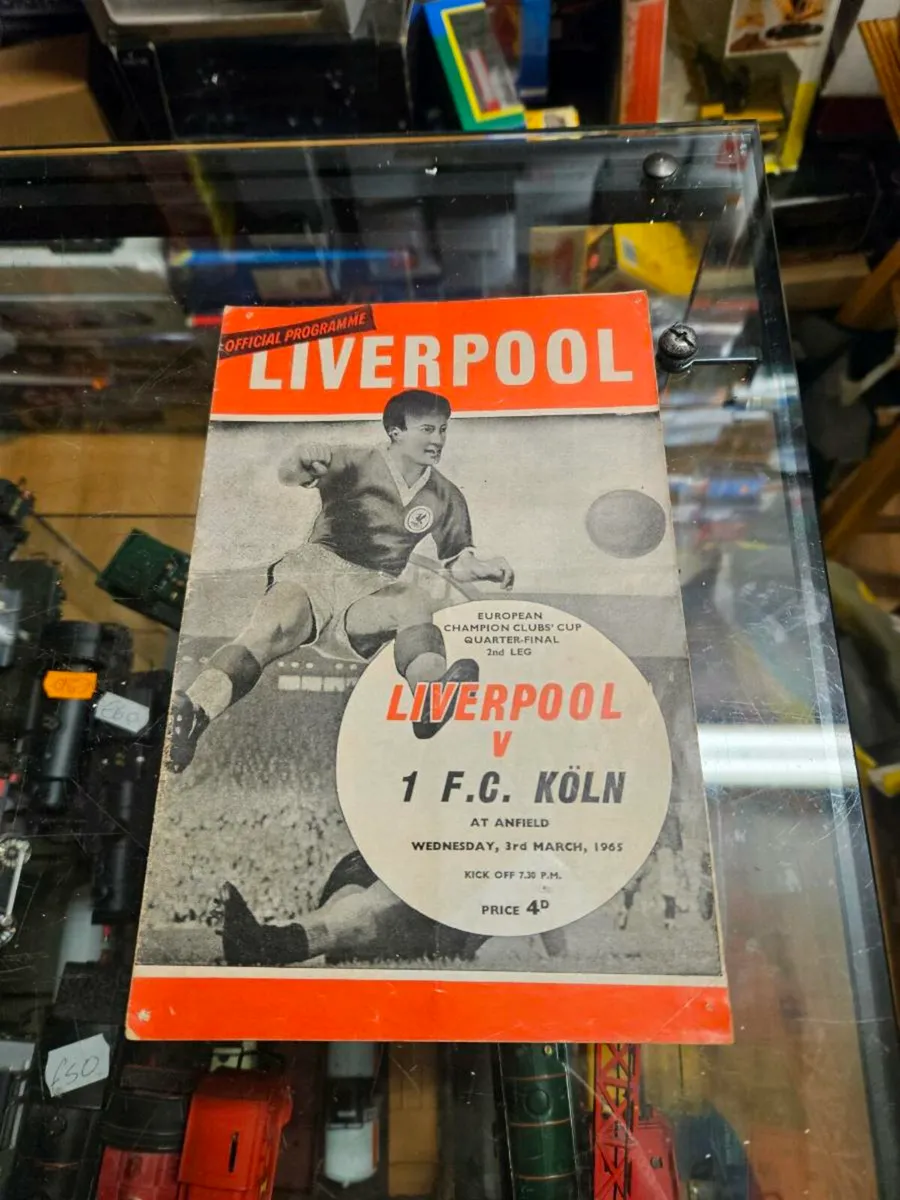 OFFICIAL PROGRAMME
LIVERPOOL
EUROPEAN
CHAMPION CLUBS' CUP
QUARTER-FINAL
2nd LEG
LIVERPOOL
V
1 F.C. KÖLN
AT ANFIELD
WEDNESDAY, 3rd MARCH, 1965
KICK OFF 7.30 P.M.
PRICE 4D
£60
£50